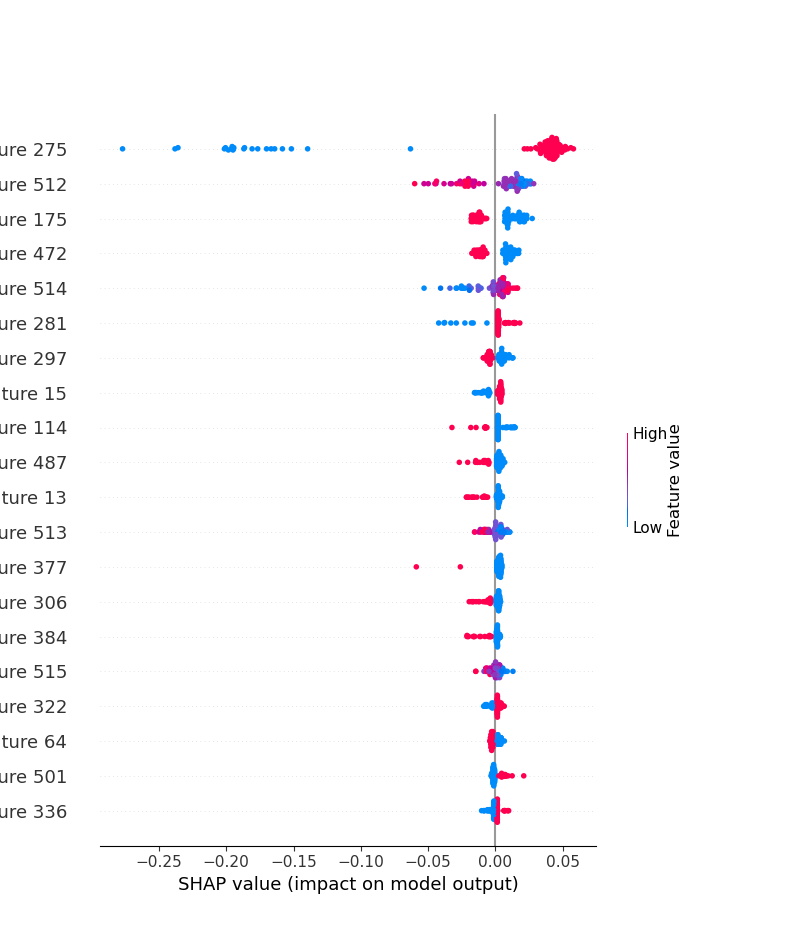 ure 275
ure 512
ure 175
ure 472
ure 514
ure 281
ure 297
ture 15
ure 114
ure 487
ture 13
ure 513
ure 377
ure 306
ure 384
ure 515
ure 322
ture 64
ure 501
ure 336
High
Low
Feature value
−0.25 −0.20 −0.15 −0.10 −0.05 0.00 0.05
SHAP value (impact on model output)